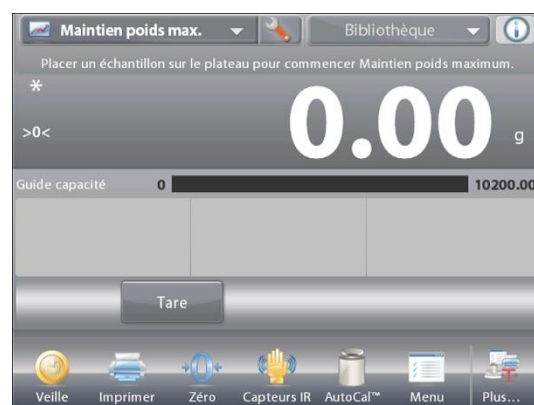 Maintien poids max. Bibliothèque
Placer un échantillon sur le plateau pour commencer Maintien poids maximum.
*
>0<
0.00 g
Guide capacité 0 10200.00
Tare
Veille Imprimer Zéro Capteurs IR AutoCal™ Menu Plus...